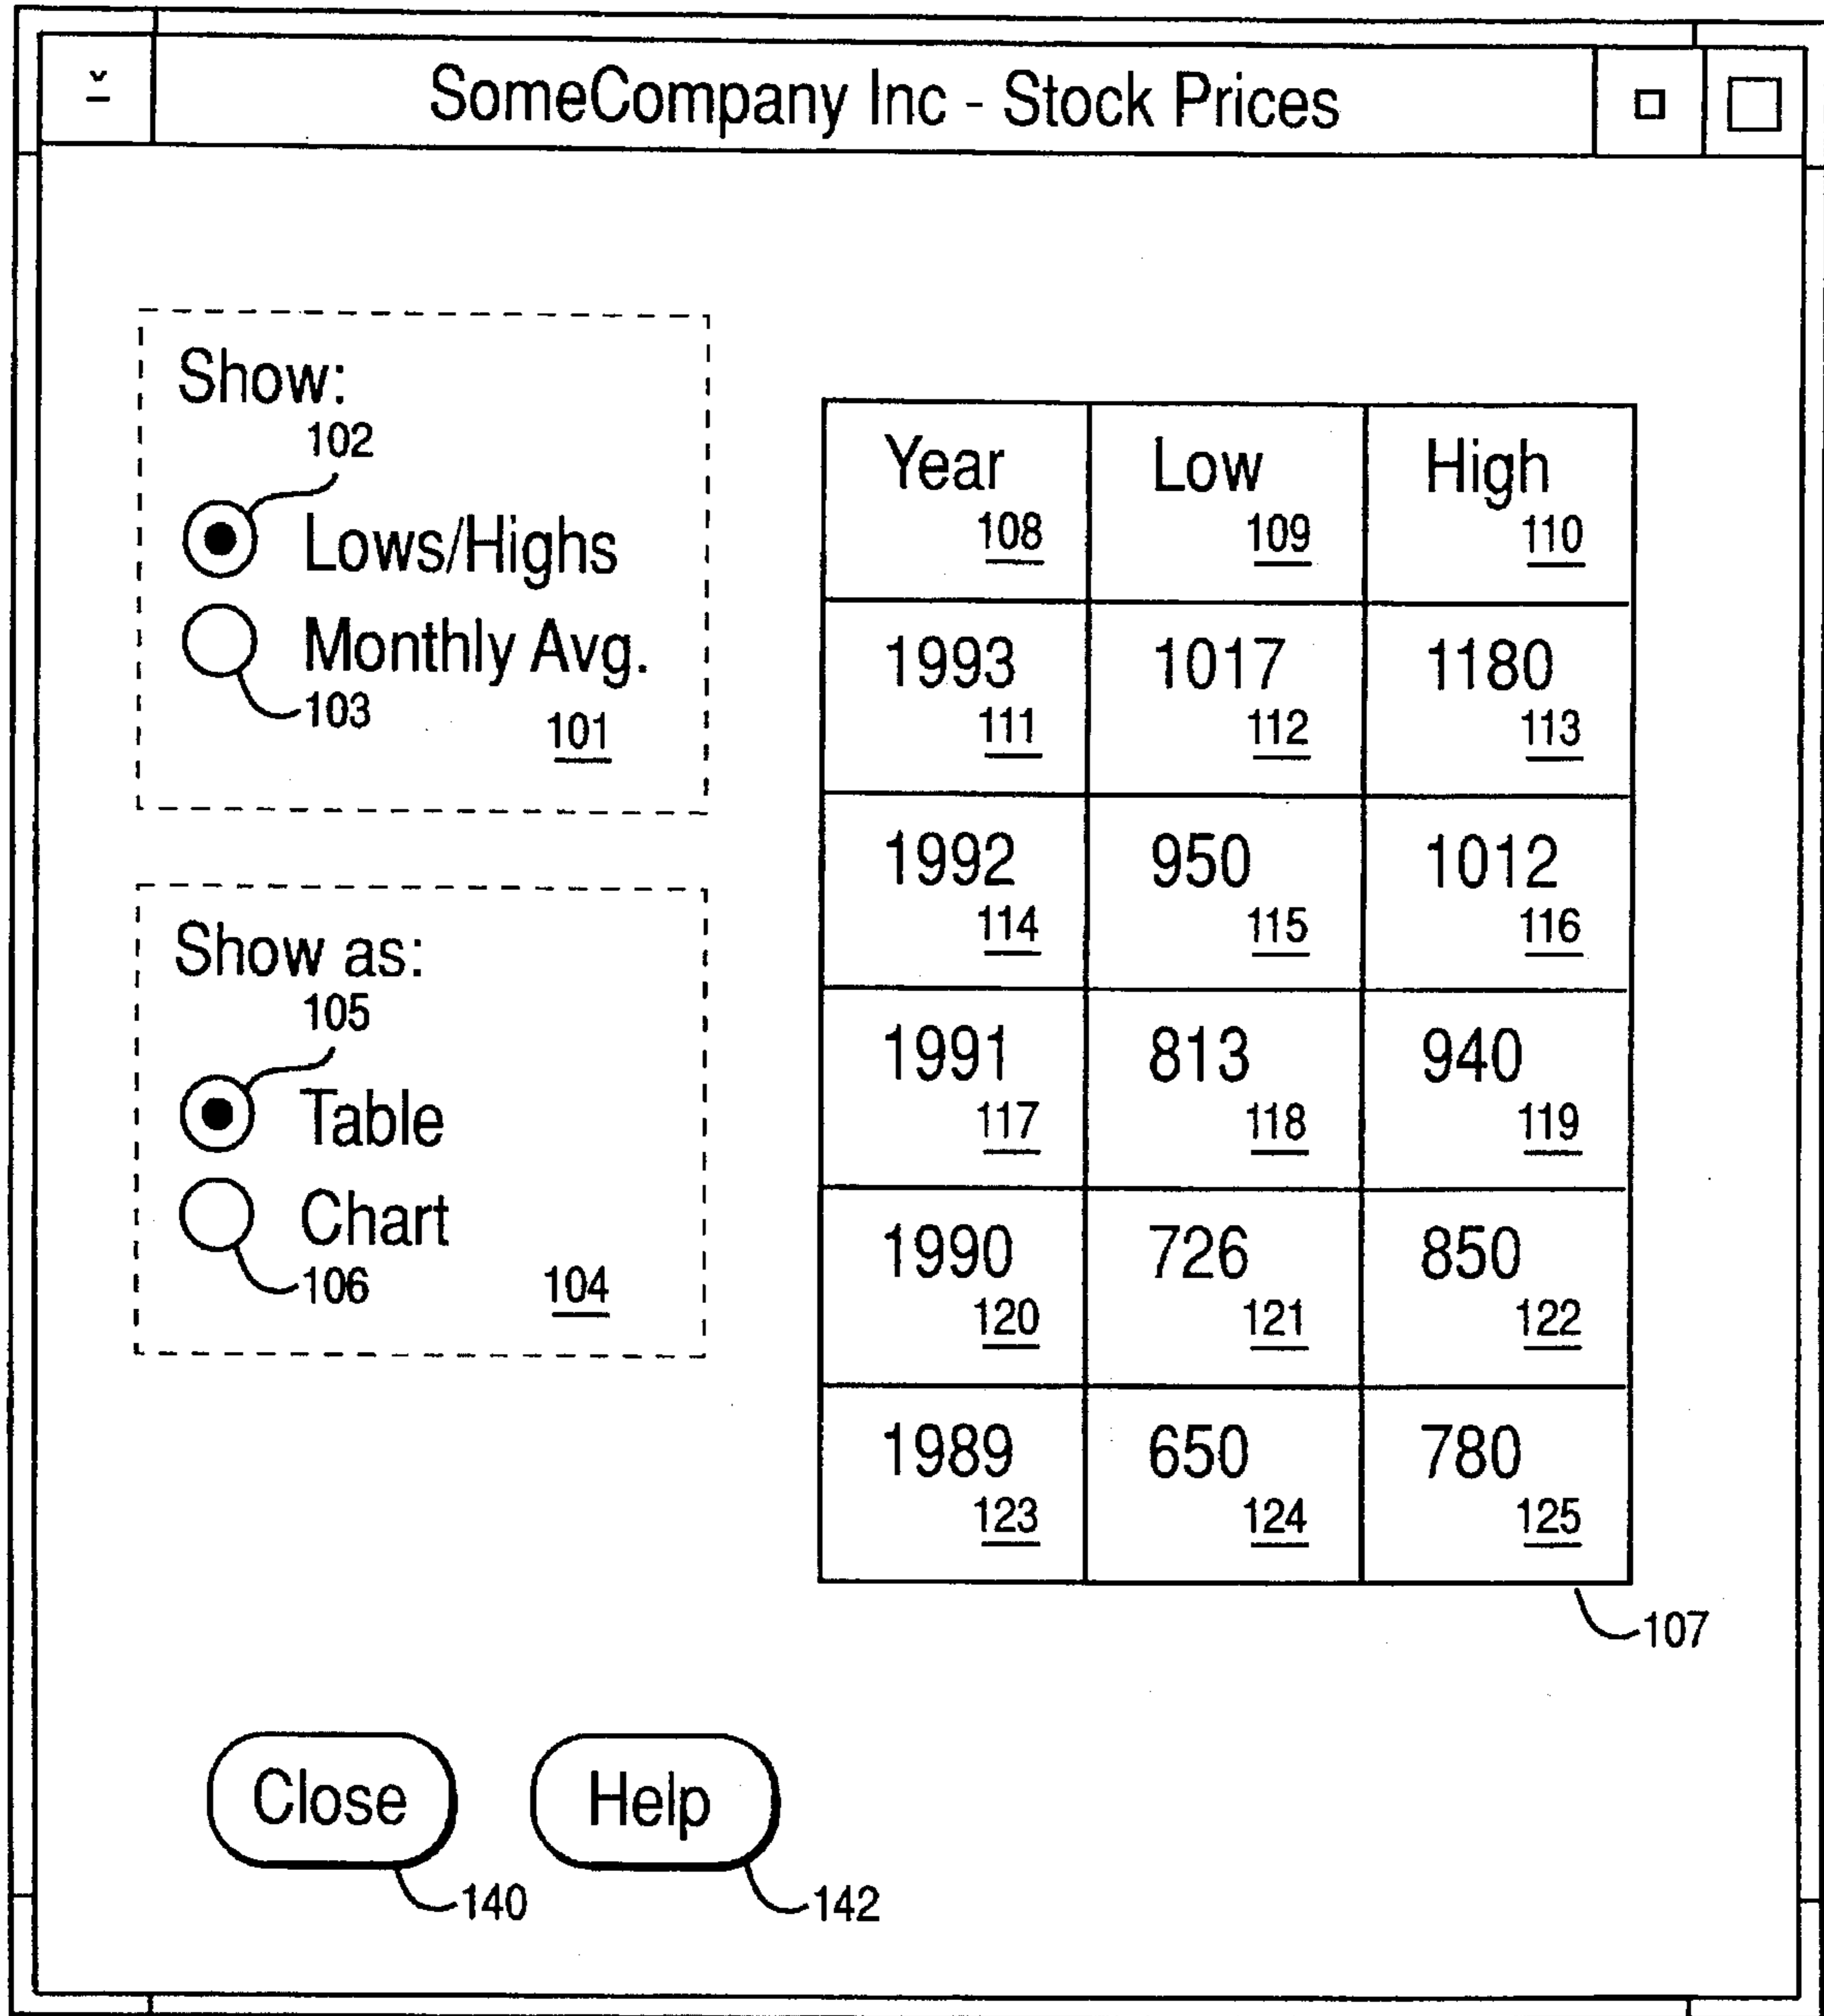 SomeCompany Inc - Stock Prices
Show:
102
Lows/Highs
Monthly Avg.
103
101
Show as:
105
Table
Chart
106
104
Year Low High
108 109 110
1993 1017 1180
111 112 113
1992 950 1012
114 115 116
1991 813 940
117 118 119
1990 726 850
120 121 122
1989 650 780
123 124 125
107
Close Help
140 142